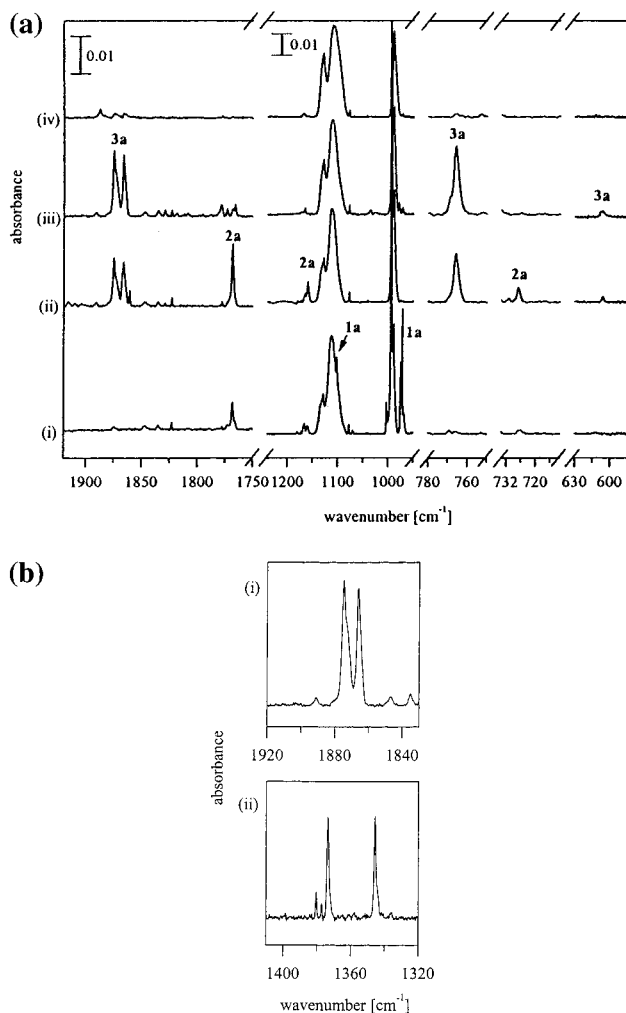 (a)
0.01
0.01
(iv)
3a
3a
3a
(iii)
2a
2a
2a
(ii)
1a
1a
(i)
absorbance
1900 1850 1800 1750 1200 1100 1000 780 760 732 720 630 600
wavenumber [cm-1]
(b)
(i)
1920 1880 1840
absorbance
(ii)
1400 1360 1320
wavenumber [cm-1]